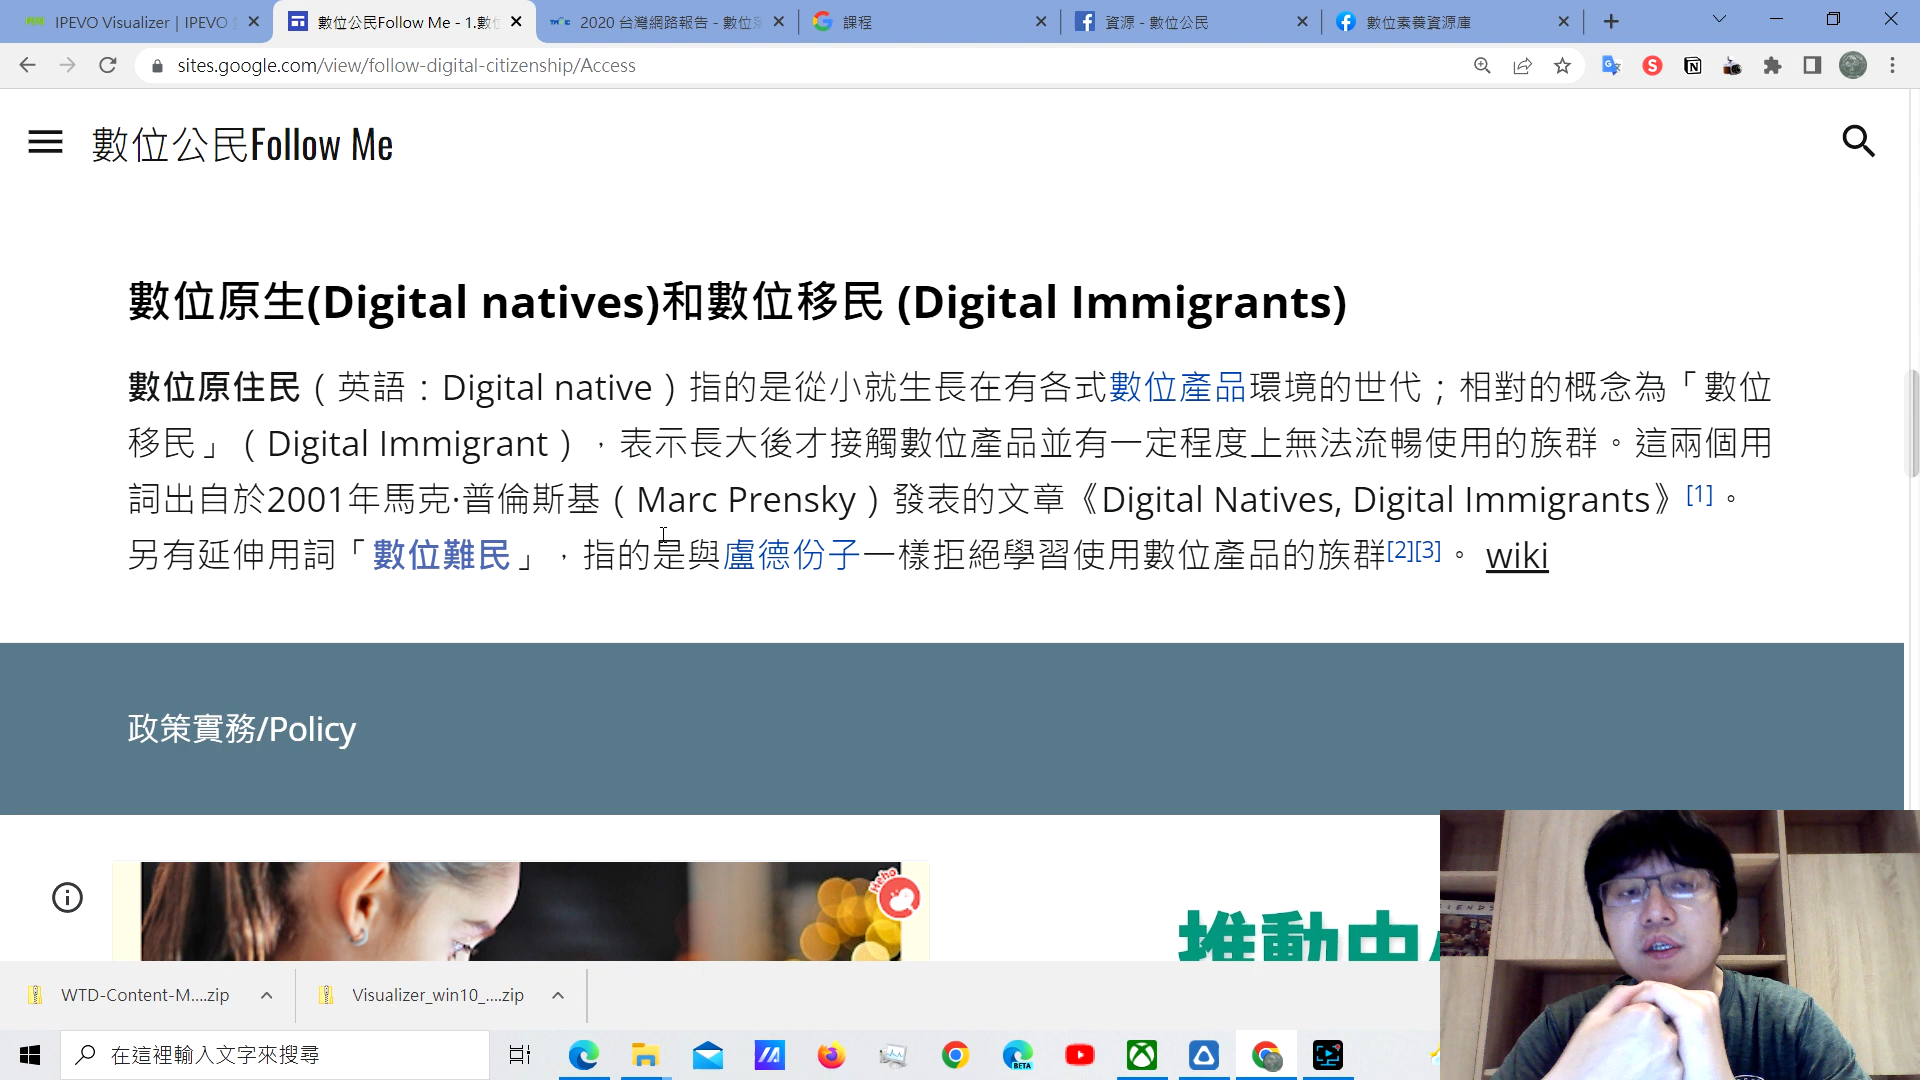 IPEVO Visualizer | IPEVO
數位公民Follow Me - 1.數位
2020 台灣網路報告 - 數位
課程
資源 - 數位公民
數位素養資源庫
sites.google.com/view/follow-digital-citizenship/Access
數位公民Follow Me
數位原生(Digital natives)和數位移民 (Digital Immigrants)
數位原住民（英語：Digital native）指的是從小就生長在有各式數位產品環境的世代；相對的概念為「數位
移民」（Digital Immigrant），表示長大後才接觸數位產品並有一定程度上無法流暢使用的族群。這兩個用
詞出自於2001年馬克·普倫斯基（Marc Prensky）發表的文章《Digital Natives, Digital Immigrants》[1]。
另有延伸用詞「數位難民」，指的是與盧德份子一樣拒絕學習使用數位產品的族群[2][3]。 wiki
政策實務/Policy
Heho
推動中
FRIENDS
WTD-Content-M....zip
Visualizer_win10_....zip
在這裡輸入文字來搜尋
BETA